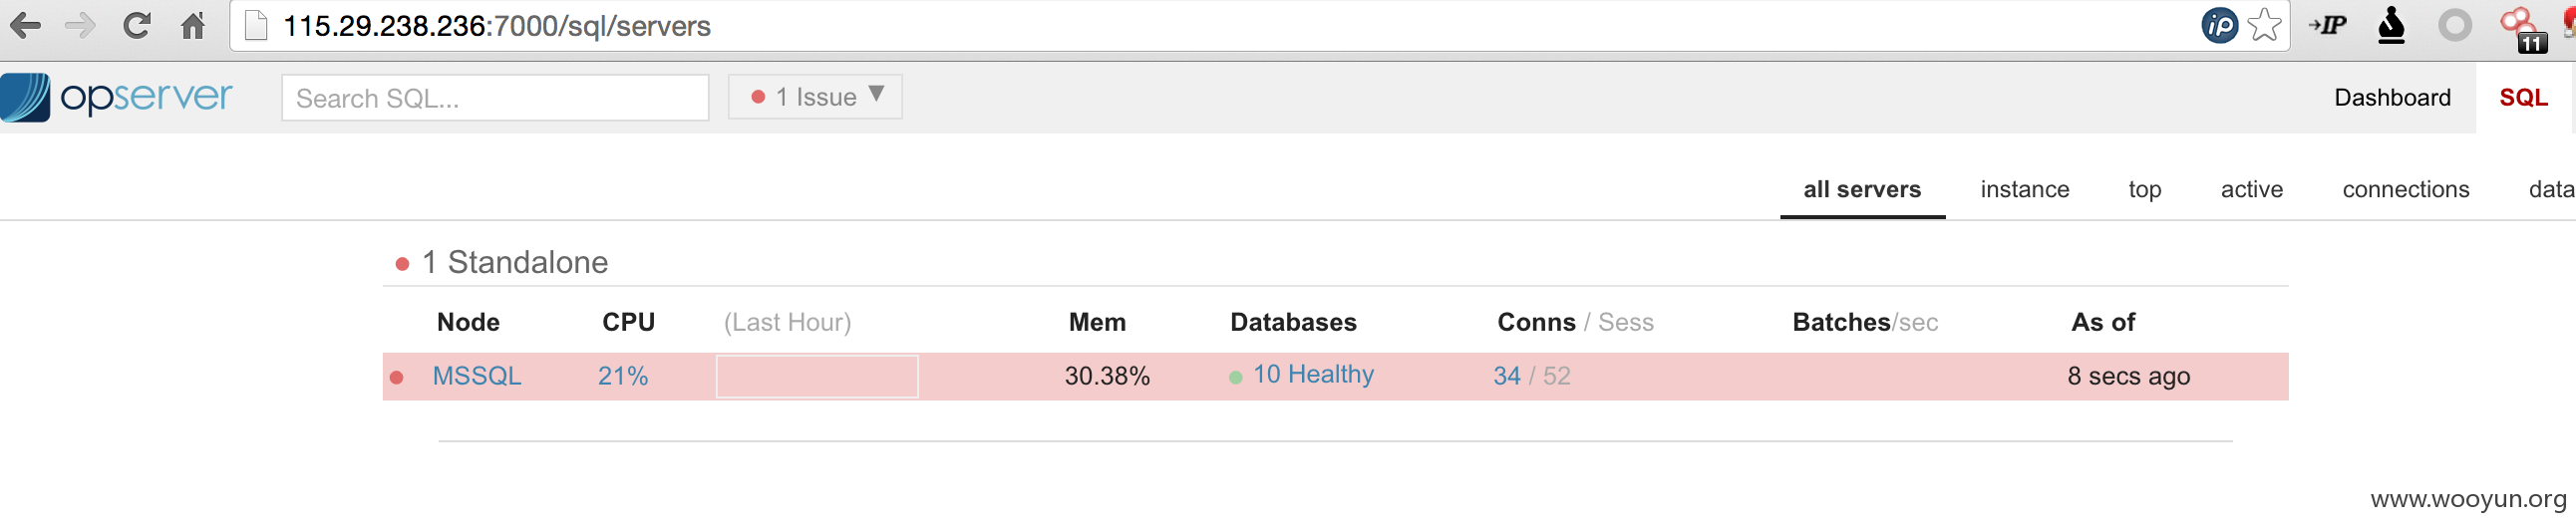 115.29.238.236:7000/sql/servers
ip
IP
11
opserver
Search SQL...
1 Issue ▼
Dashboard
SQL
all servers
instance
top
active
connections
data
1 Standalone
Node CPU (Last Hour) Mem Databases Conns / Sess Batches/sec As of
MSSQL 21% 30.38% 10 Healthy 34 / 52 8 secs ago
www.wooyun.org